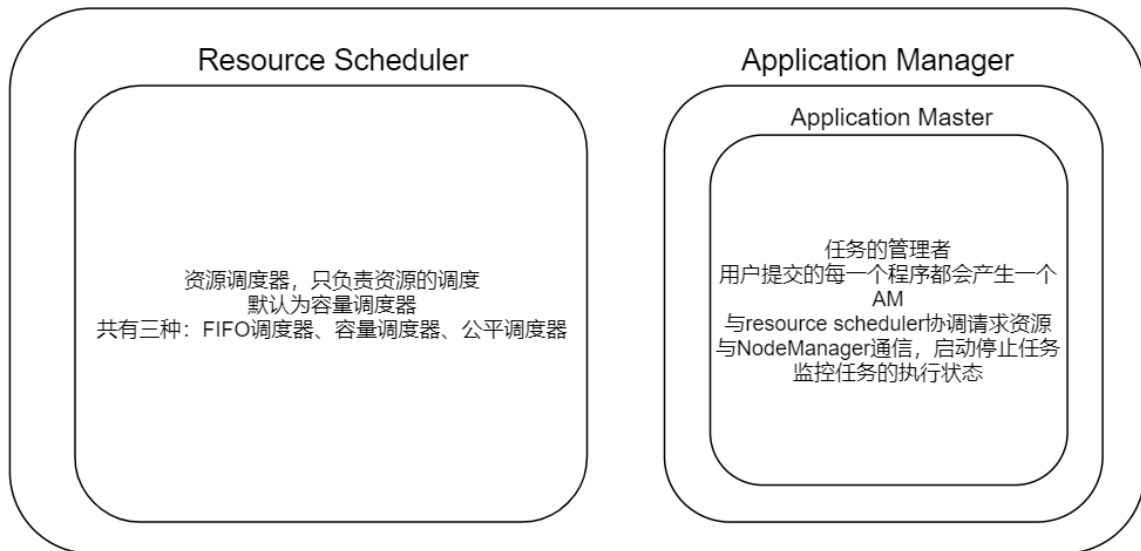 Resource Scheduler
资源调度器，只负责资源的调度
默认为容量调度器
共有三种：FIFO调度器、容量调度器、公平调度器
Application Manager
Application Master
任务的管理者
用户提交的每一个程序都会产生一个
AM
与resource scheduler协调请求资源
与NodeManager通信，启动停止任务
监控任务的执行状态